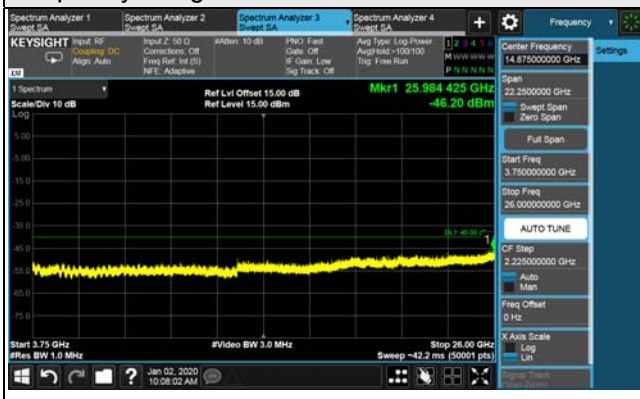 Spectrum Analyzer 1
Swept SA
Spectrum Analyzer 2
Swept SA
Spectrum Analyzer 3
Swept SA
Spectrum Analyzer 4
Swept SA
+
Frequency
KEYSIGHT
Input: RF
Coupling: DC
Align: Auto
Input Z: 50 Ω
Corrections: Off
Freq Ref: Int (S)
NFE: Adaptive
#Atten: 10 dB
PNO: Fast
Gate: Off
IF Gain: Low
Sig Track: Off
Avg Type: Log-Power
Avg|Hold: >100/100
Trig: Free Run
1 2 3 4 5 6
M W W W W W
P N N N N N
LXI
1 Spectrum
Scale/Div 10 dB
Log
Ref Lvl Offset 15.00 dB
Ref Level 15.00 dBm
Mkr1 25.984 425 GHz
-46.20 dBm
5.00
-5.00
-15.0
-25.0
-35.0
-45.0
-55.0
-65.0
-75.0
1
Start 3.75 GHz
#Res BW 1.0 MHz
#Video BW 3.0 MHz
Stop 26.00 GHz
Sweep ~42.2 ms (50001 pts)
Jan 02, 2020
10:08:02 AM
Center Frequency
14.875000000 GHz
Settings
Span
22.2500000 GHz
Swept Span
Zero Span
Full Span
Start Freq
3.750000000 GHz
Stop Freq
26.000000000 GHz
AUTO TUNE
CF Step
2.225000000 GHz
Auto
Man
Freq Offset
0 Hz
X Axis Scale
Log
Lin
Signal Track
(Span Zoom)